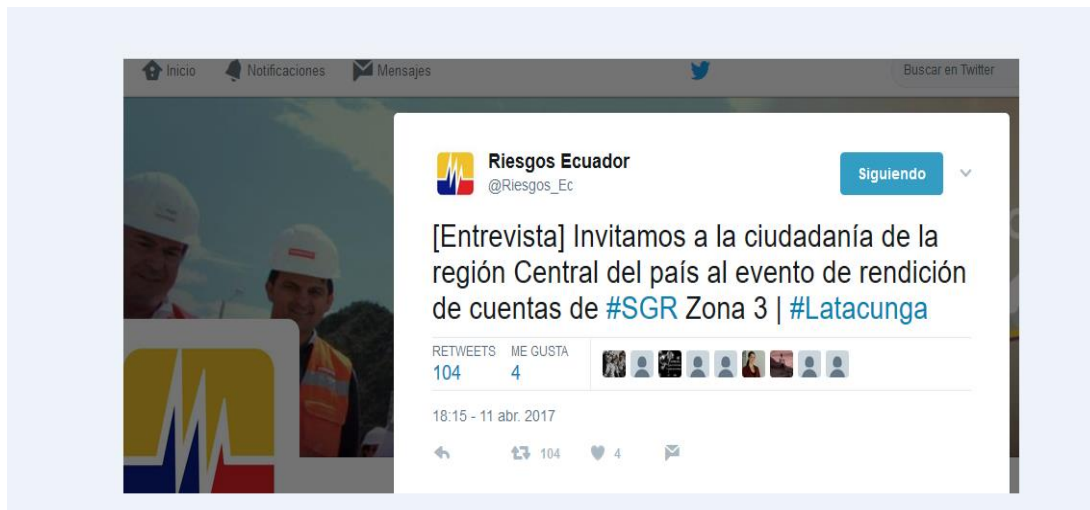 Inicio Notificaciones Mensajes Buscar en Twitter
Riesgos Ecuador
@Riesgos_Ec
Siguiendo
[Entrevista] Invitamos a la ciudadanía de la
región Central del país al evento de rendición
de cuentas de #SGR Zona 3 | #Latacunga
RETWEETS ME GUSTA
104 4
18:15 - 11 abr. 2017
104 4